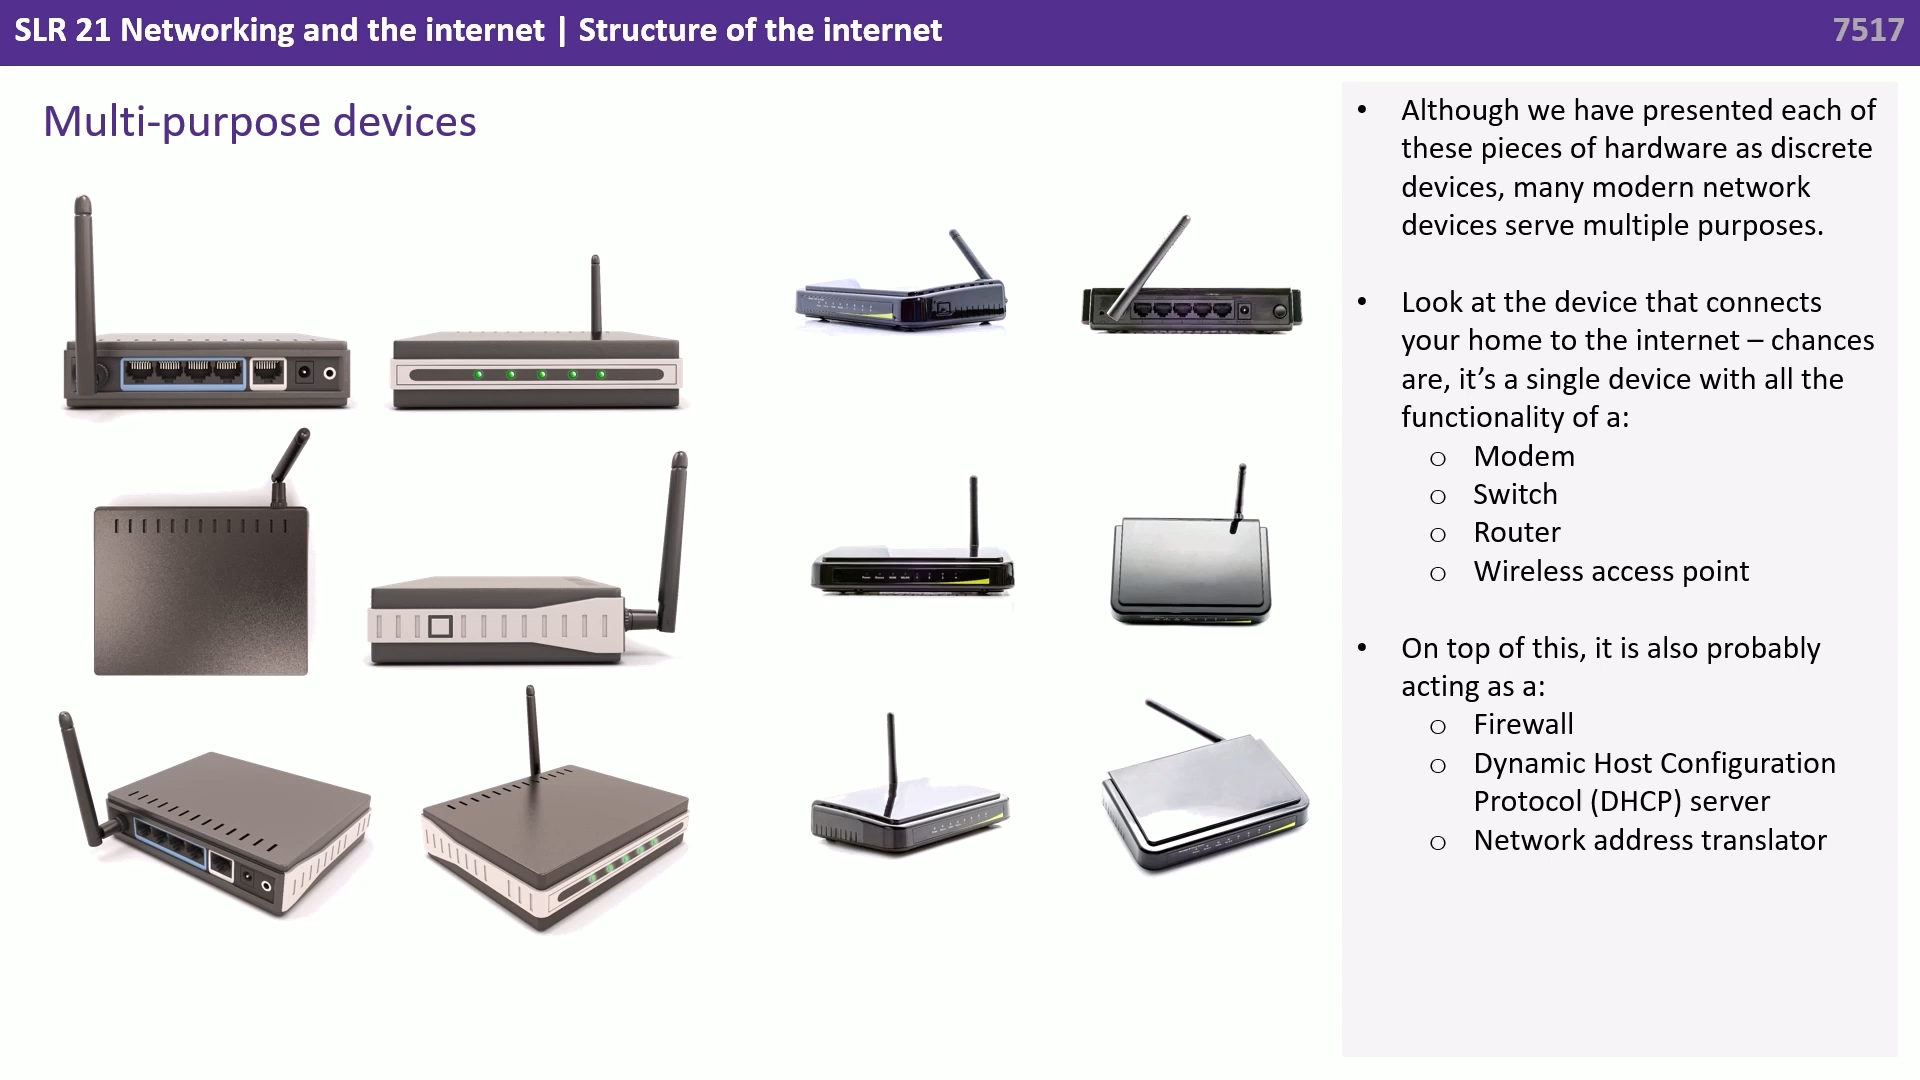 SLR 21 Networking and the internet | Structure of the internet
7517
Multi-purpose devices
• Although we have presented each of
these pieces of hardware as discrete
devices, many modern network
devices serve multiple purposes.
• Look at the device that connects
your home to the internet – chances
are, it’s a single device with all the
functionality of a:
o Modem
o Switch
o Router
o Wireless access point
• On top of this, it is also probably
acting as a:
o Firewall
o Dynamic Host Configuration
Protocol (DHCP) server
o Network address translator